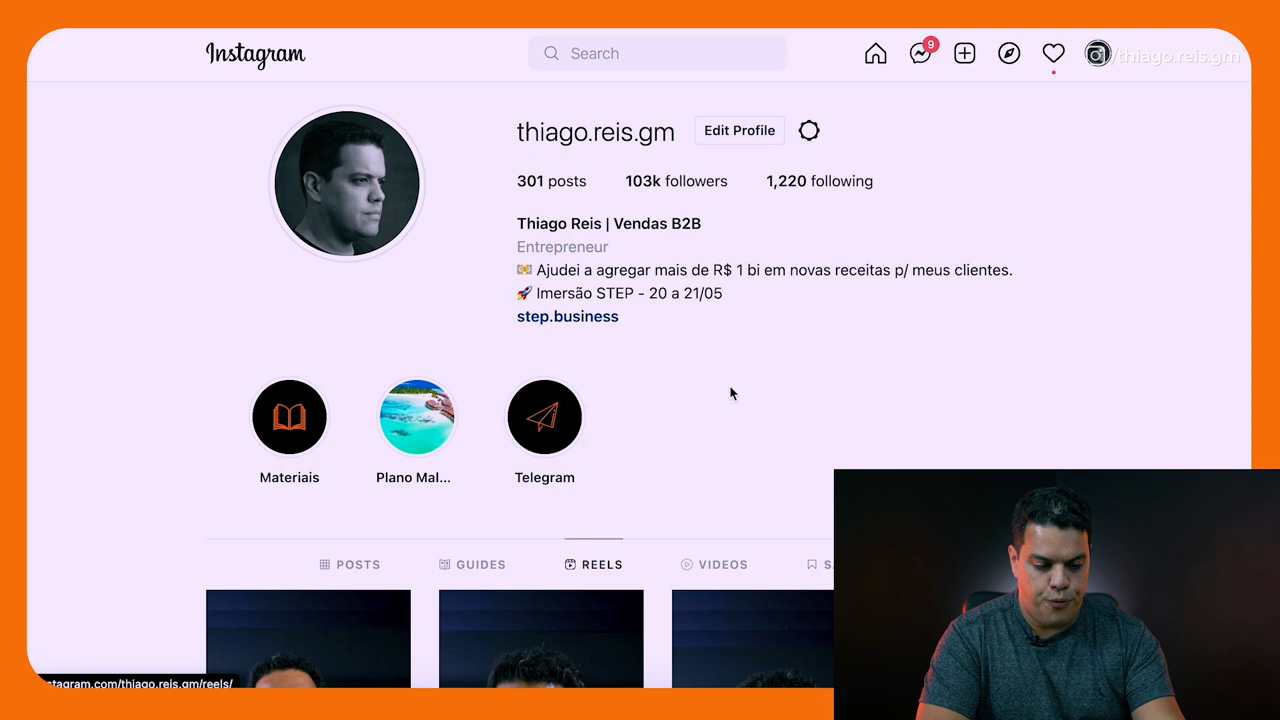 Instagram
Search
9
/thiago.reis.gm
thiago.reis.gm
Edit Profile
301 posts
103k followers
1,220 following
Thiago Reis | Vendas B2B
Entrepreneur
💵 Ajudei a agregar mais de R$ 1 bi em novas receitas p/ meus clientes.
🚀 Imersão STEP - 20 a 21/05
step.business
Materiais
Plano Mal...
Telegram
POSTS
GUIDES
REELS
VIDEOS
stagram.com/thiago.reis.gm/reels/